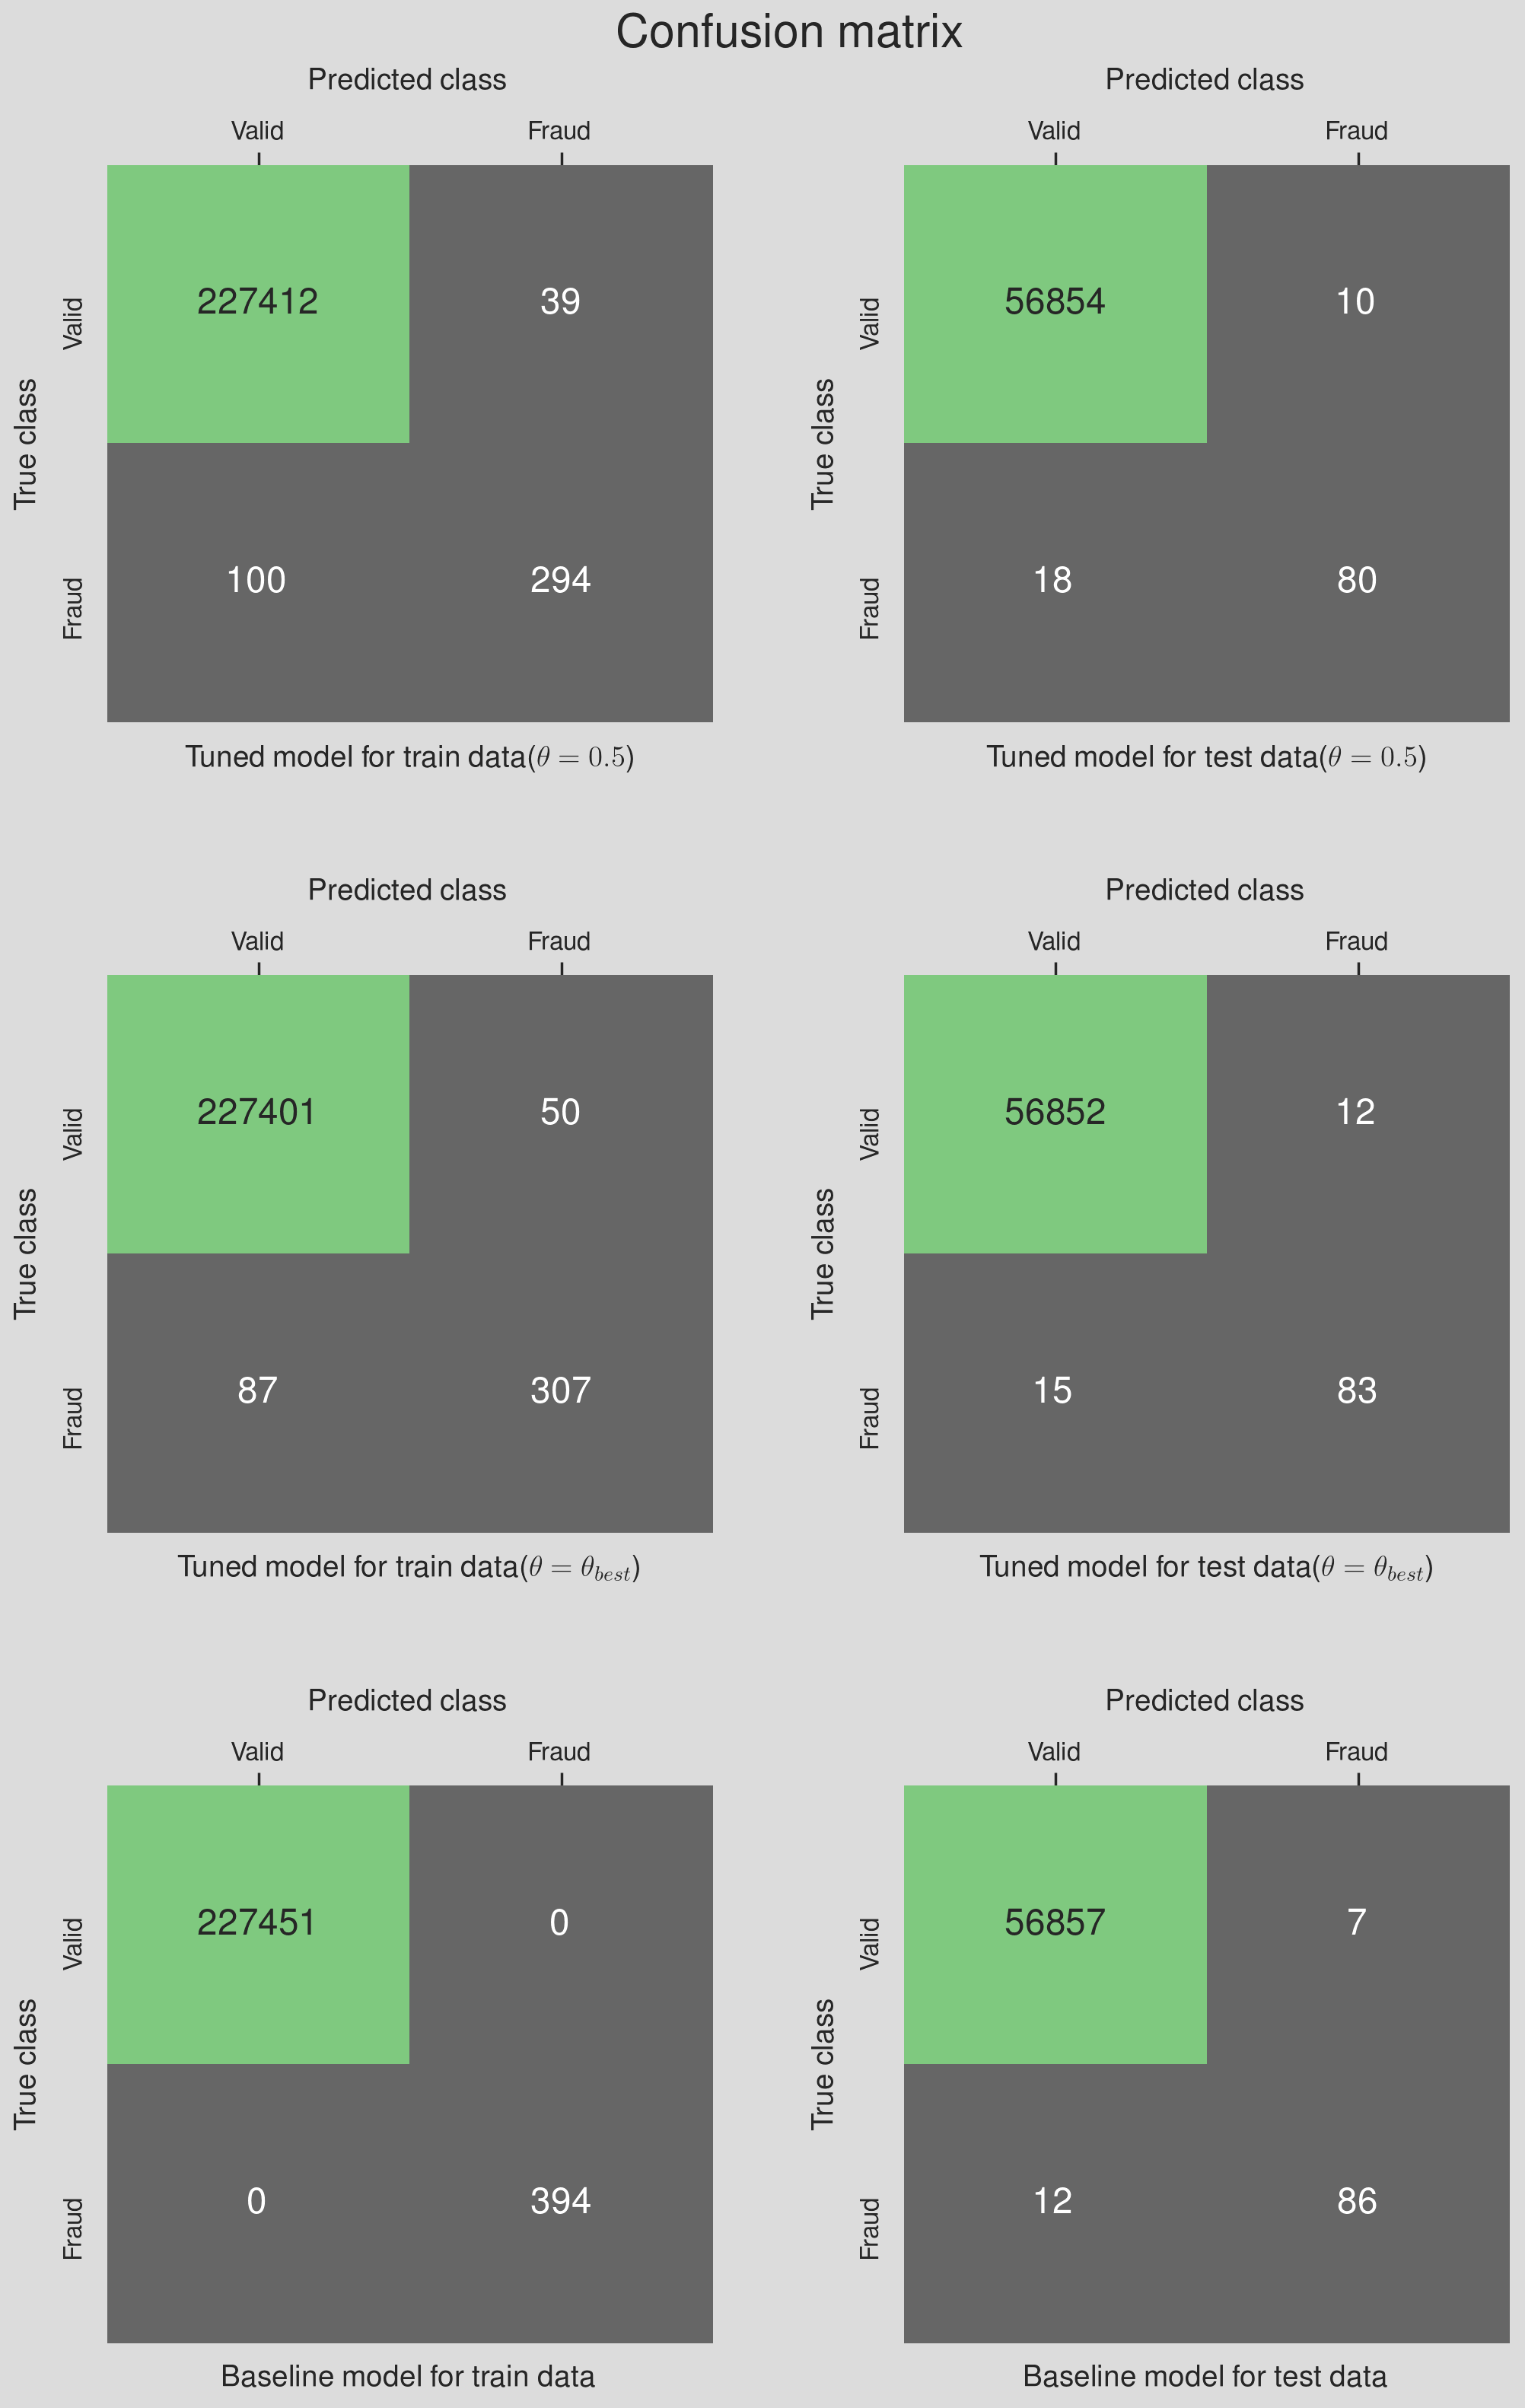 Confusion matrix
Predicted class
Valid Fraud
True class
Valid
227412 39
Fraud
100 294
Tuned model for train data(θ = 0.5)
Predicted class
Valid Fraud
True class
Valid
56854 10
Fraud
18 80
Tuned model for test data(θ = 0.5)
Predicted class
Valid Fraud
True class
Valid
227401 50
Fraud
87 307
Tuned model for train data(θ = θbest)
Predicted class
Valid Fraud
True class
Valid
56852 12
Fraud
15 83
Tuned model for test data(θ = θbest)
Predicted class
Valid Fraud
True class
Valid
227451 0
Fraud
0 394
Baseline model for train data
Predicted class
Valid Fraud
True class
Valid
56857 7
Fraud
12 86
Baseline model for test data